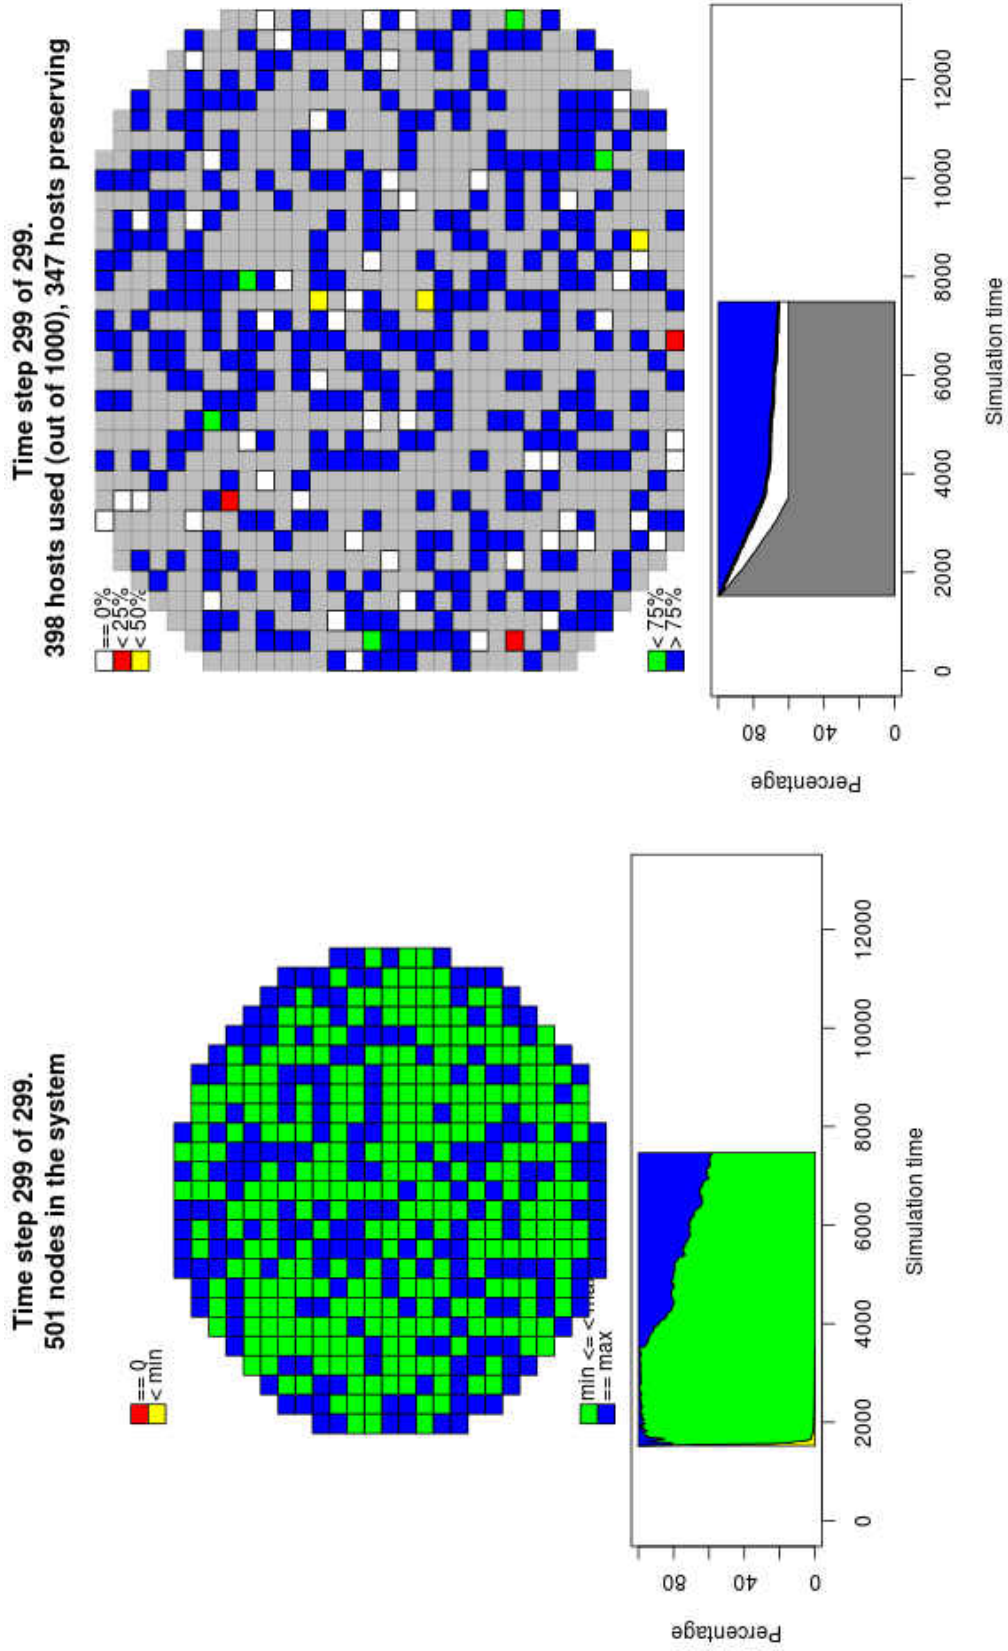 Time step 299 of 299.
501 nodes in the system
== 0
< min
min <= < ma
== max
Percentage
0
40
80
0
2000
4000
6000
8000
10000
12000
Simulation time
Time step 299 of 299.
398 hosts used (out of 1000), 347 hosts preserving
== 0%
< 25%
< 50%
< 75%
> 75%
Percentage
0
40
80
0
2000
4000
6000
8000
10000
12000
Simulation time